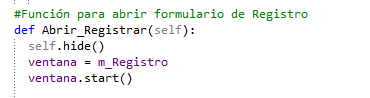 #Función para abrir formulario de Registro
def Abrir_Registrar(self):
self.hide()
ventana = m_Registro
ventana.start()